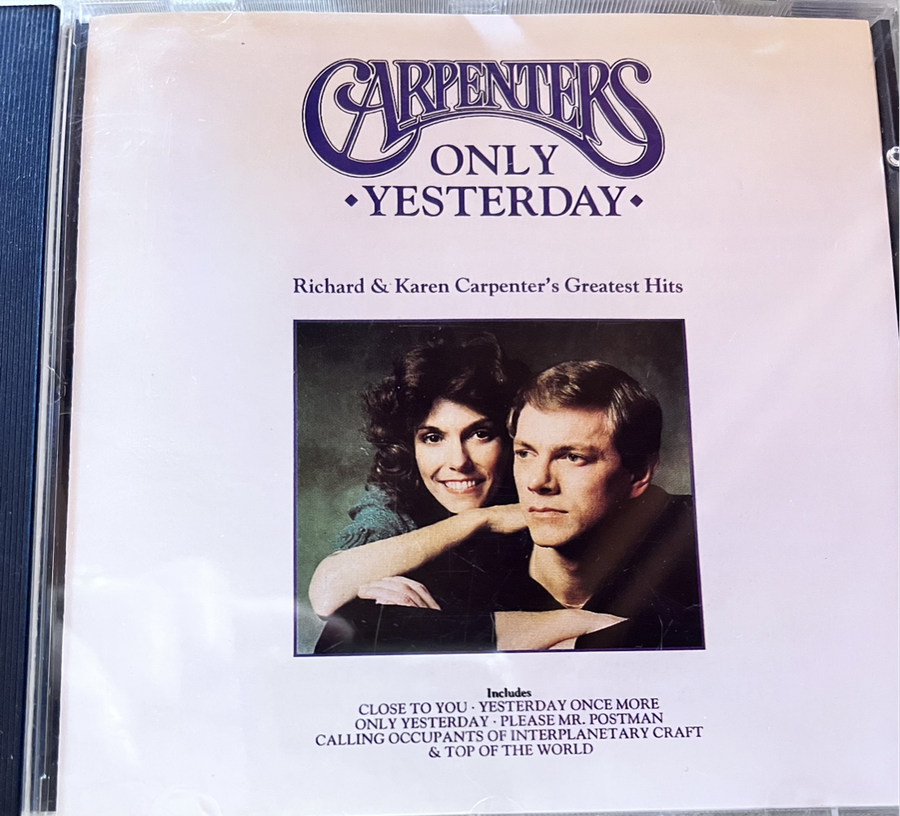 CARPENTERS
ONLY
◆YESTERDAY◆
Richard & Karen Carpenter's Greatest Hits
Includes
CLOSE TO YOU · YESTERDAY ONCE MORE
ONLY YESTERDAY · PLEASE MR. POSTMAN
CALLING OCCUPANTS OF INTERPLANETARY CRAFT
& TOP OF THE WORLD